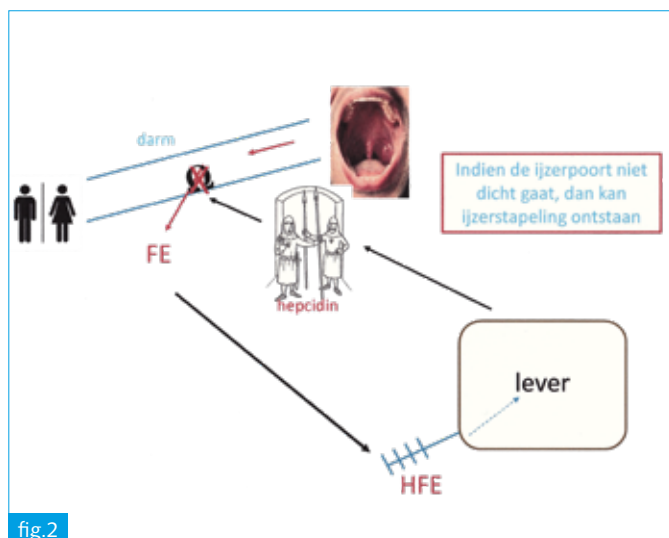 darm
Indien de ijzerpoort niet
dicht gaat, dan kan
ijzerstapeling ontstaan
FE
hepcidin
lever
HFE
fig.2